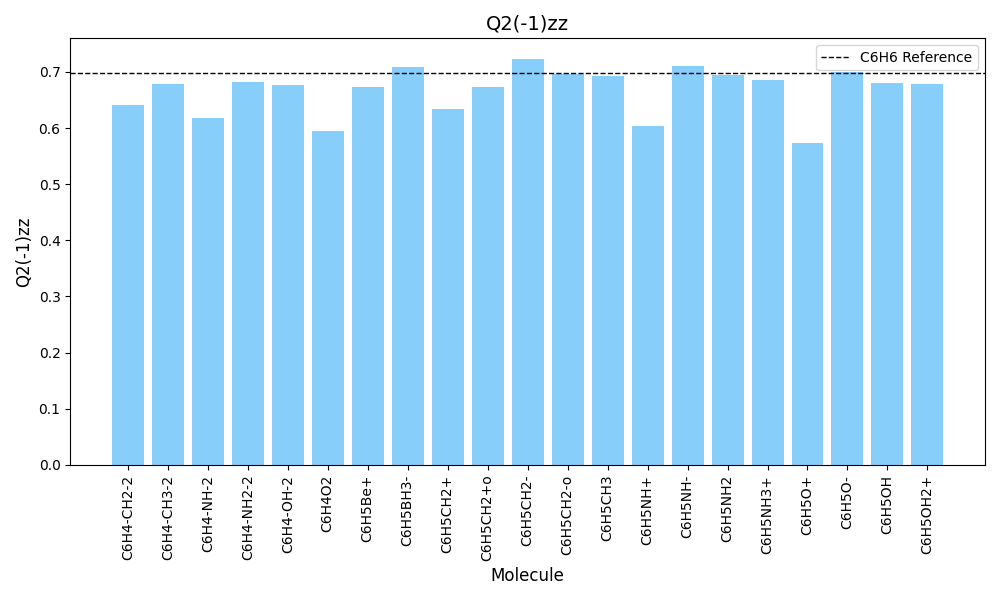 Q2(-1)zz
C6H6 Reference
Q2(-1)zz
0.7
0.6
0.5
0.4
0.3
0.2
0.1
0.0
C6H4-CH2-2
C6H4-CH3-2
C6H4-NH-2
C6H4-NH2-2
C6H4-OH-2
C6H4O2
C6H5Be+
C6H5BH3-
C6H5CH2+
C6H5CH2+o
C6H5CH2-
C6H5CH2-o
C6H5CH3
C6H5NH+
C6H5NH-
C6H5NH2
C6H5NH3+
C6H5O+
C6H5O-
C6H5OH
C6H5OH2+
Molecule